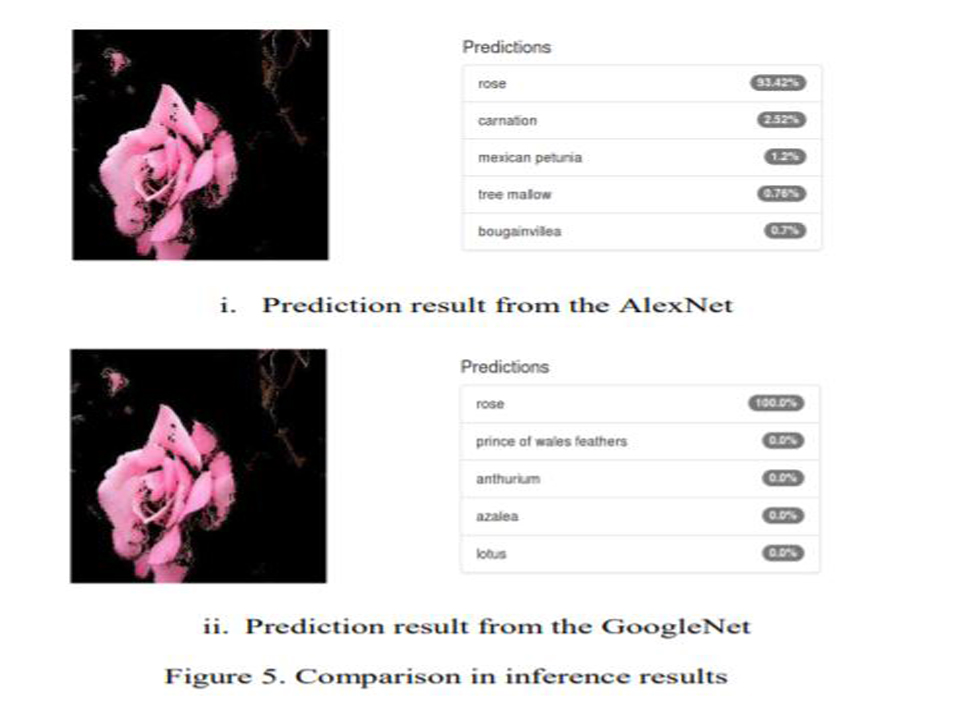 Predictions
rose 93.42%
carnation 2.52%
mexican petunia 1.2%
tree mallow 0.76%
bougainvillea 0.7%
i. Prediction result from the AlexNet
Predictions
rose 100.0%
prince of wales feathers 0.0%
anthurium 0.0%
azalea 0.0%
lotus 0.0%
ii. Prediction result from the GoogleNet
Figure 5. Comparison in inference results